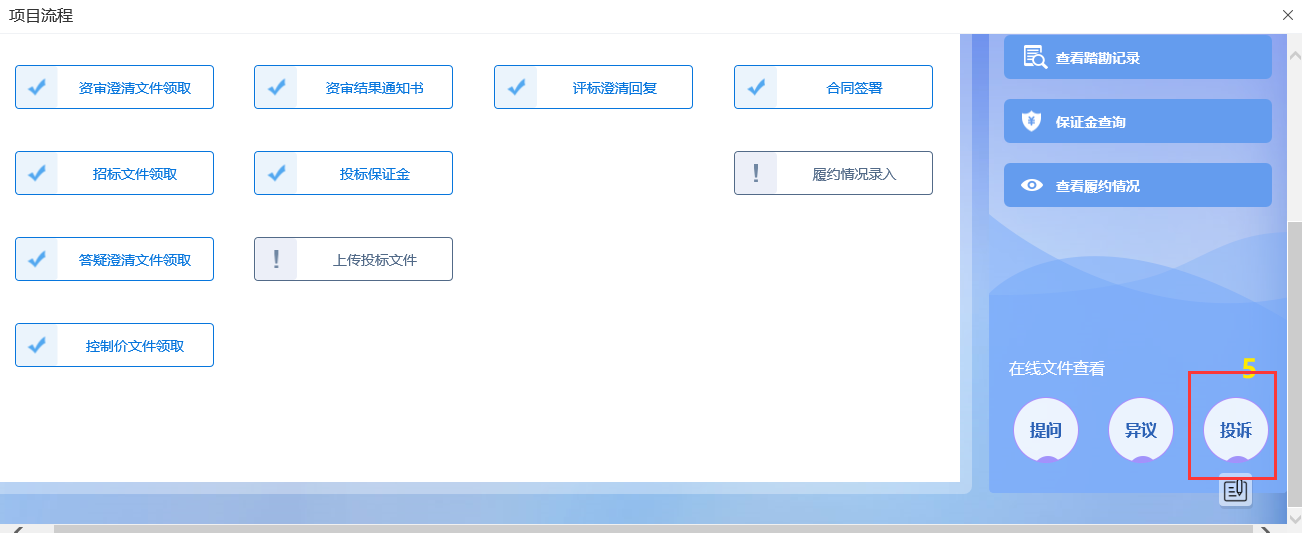 项目流程
资审澄清文件领取
资审结果通知书
评标澄清回复
合同签署
招标文件领取
投标保证金
履约情况录入
答疑澄清文件领取
上传投标文件
控制价文件领取
查看踏勘记录
保证金查询
查看履约情况
在线文件查看
5
提问
异议
投诉